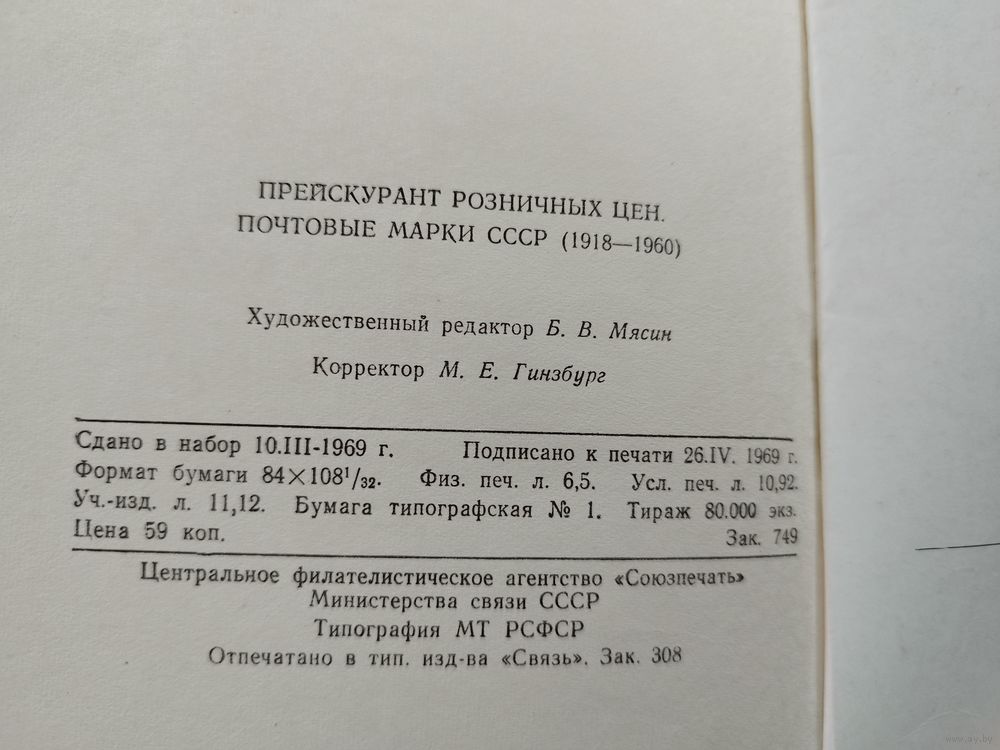 ПРЕЙСКУРАНТ РОЗНИЧНЫХ ЦЕН.
ПОЧТОВЫЕ МАРКИ СССР (1918—1960)
Художественный редактор Б. В. Мясин
Корректор М. Е. Гинзбург
Сдано в набор 10.III-1969 г. Подписано к печати 26.IV. 1969 г.
Формат бумаги 84×108¹/₃₂. Физ. печ. л. 6,5. Усл. печ. л. 10,92.
Уч.-изд. л. 11,12. Бумага типографская № 1. Тираж 80.000 экз.
Цена 59 коп. Зак. 749
Центральное филателистическое агентство «Союзпечать»
Министерства связи СССР
Типография МТ РСФСР
Отпечатано в тип. изд-ва «Связь». Зак. 308
www.ay.by